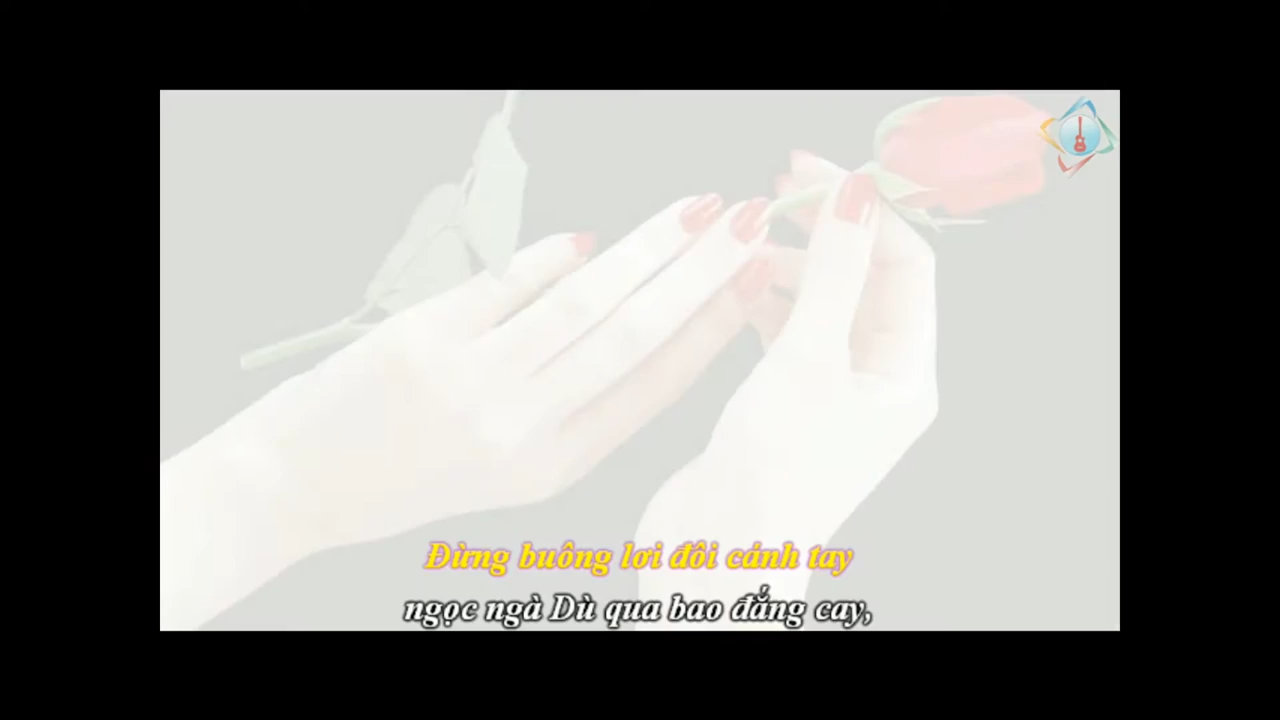 Đừng buông lơi đôi cánh tay
ngọc ngà Dù qua bao đắng cay,